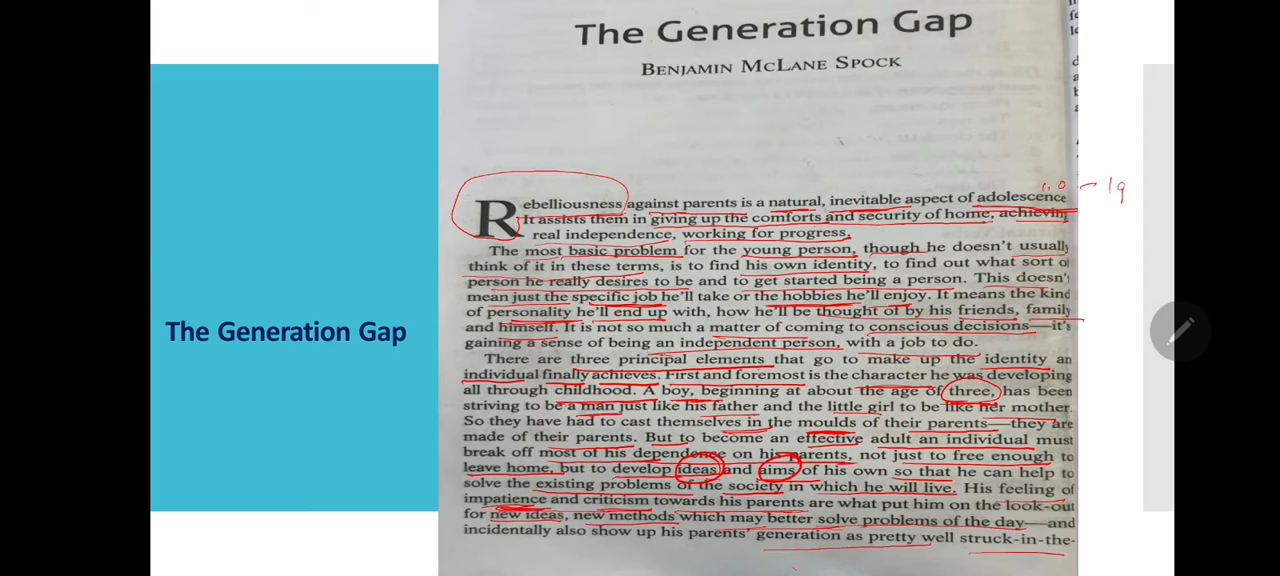 The Generation Gap
BENJAMIN MCLANE SPOCK
10 - 19
Rebelliousness against parents is a natural, inevitable aspect of adolescence
It assists them in giving up the comforts and security of home, achieving
real independence, working for progress.
The most basic problem for the young person, though he doesn't usually
think of it in these terms, is to find his own identity, to find out what sort of
person he really desires to be and to get started being a person. This doesn't
mean just the specific job he'll take or the hobbies he'll enjoy. It means the kind
of personality he'll end up with, how he'll be thought of by his friends, family
and himself. It is not so much a matter of coming to conscious decisions—it's
gaining a sense of being an independent person, with a job to do.
There are three principal elements that go to make up the identity an
individual finally achieves. First and foremost is the character he was developing
all through childhood. A boy, beginning at about the age of three, has been
striving to be a man just like his father and the little girl to be like her mother.
So they have had to cast themselves in the moulds of their parents—they are
made of their parents. But to become an effective adult an individual must
break off most of his dependence on his parents, not just to free enough to
leave home, but to develop ideas and aims of his own so that he can help to
solve the existing problems of the society in which he will live. His feeling of
impatience and criticism towards his parents are what put him on the look-out
for new ideas, new methods which may better solve problems of the day—and
incidentally also show up his parents' generation as pretty well struck-in-the-
The Generation Gap